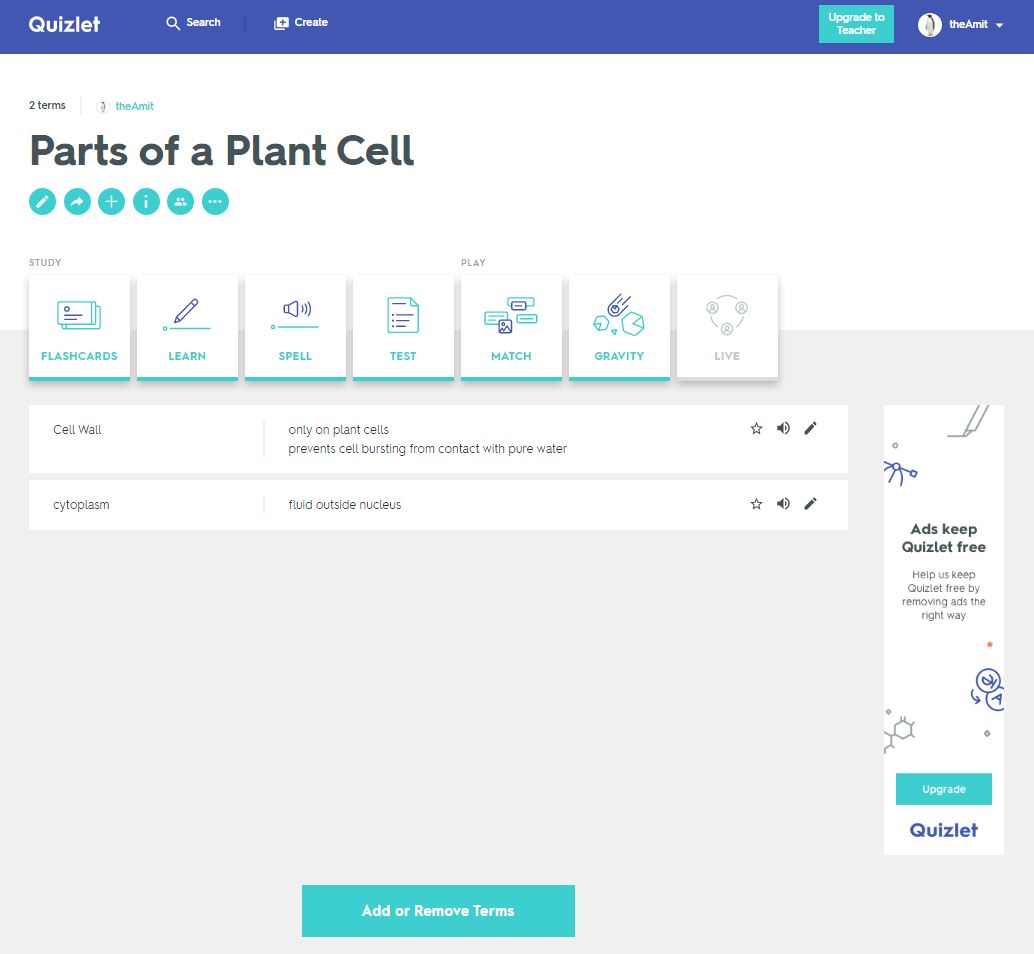 Quizlet
Search
Create
Upgrade to
Teacher
theAmit
2 terms
theAmit
Parts of a Plant Cell
STUDY
PLAY
FLASHCARDS
LEARN
SPELL
TEST
MATCH
GRAVITY
LIVE
Cell Wall
only on plant cells
prevents cell bursting from contact with pure water
cytoplasm
fluid outside nucleus
Ads keep
Quizlet free
Help us keep
Quizlet free by
removing ads the
right way
Upgrade
Quizlet
Add or Remove Terms